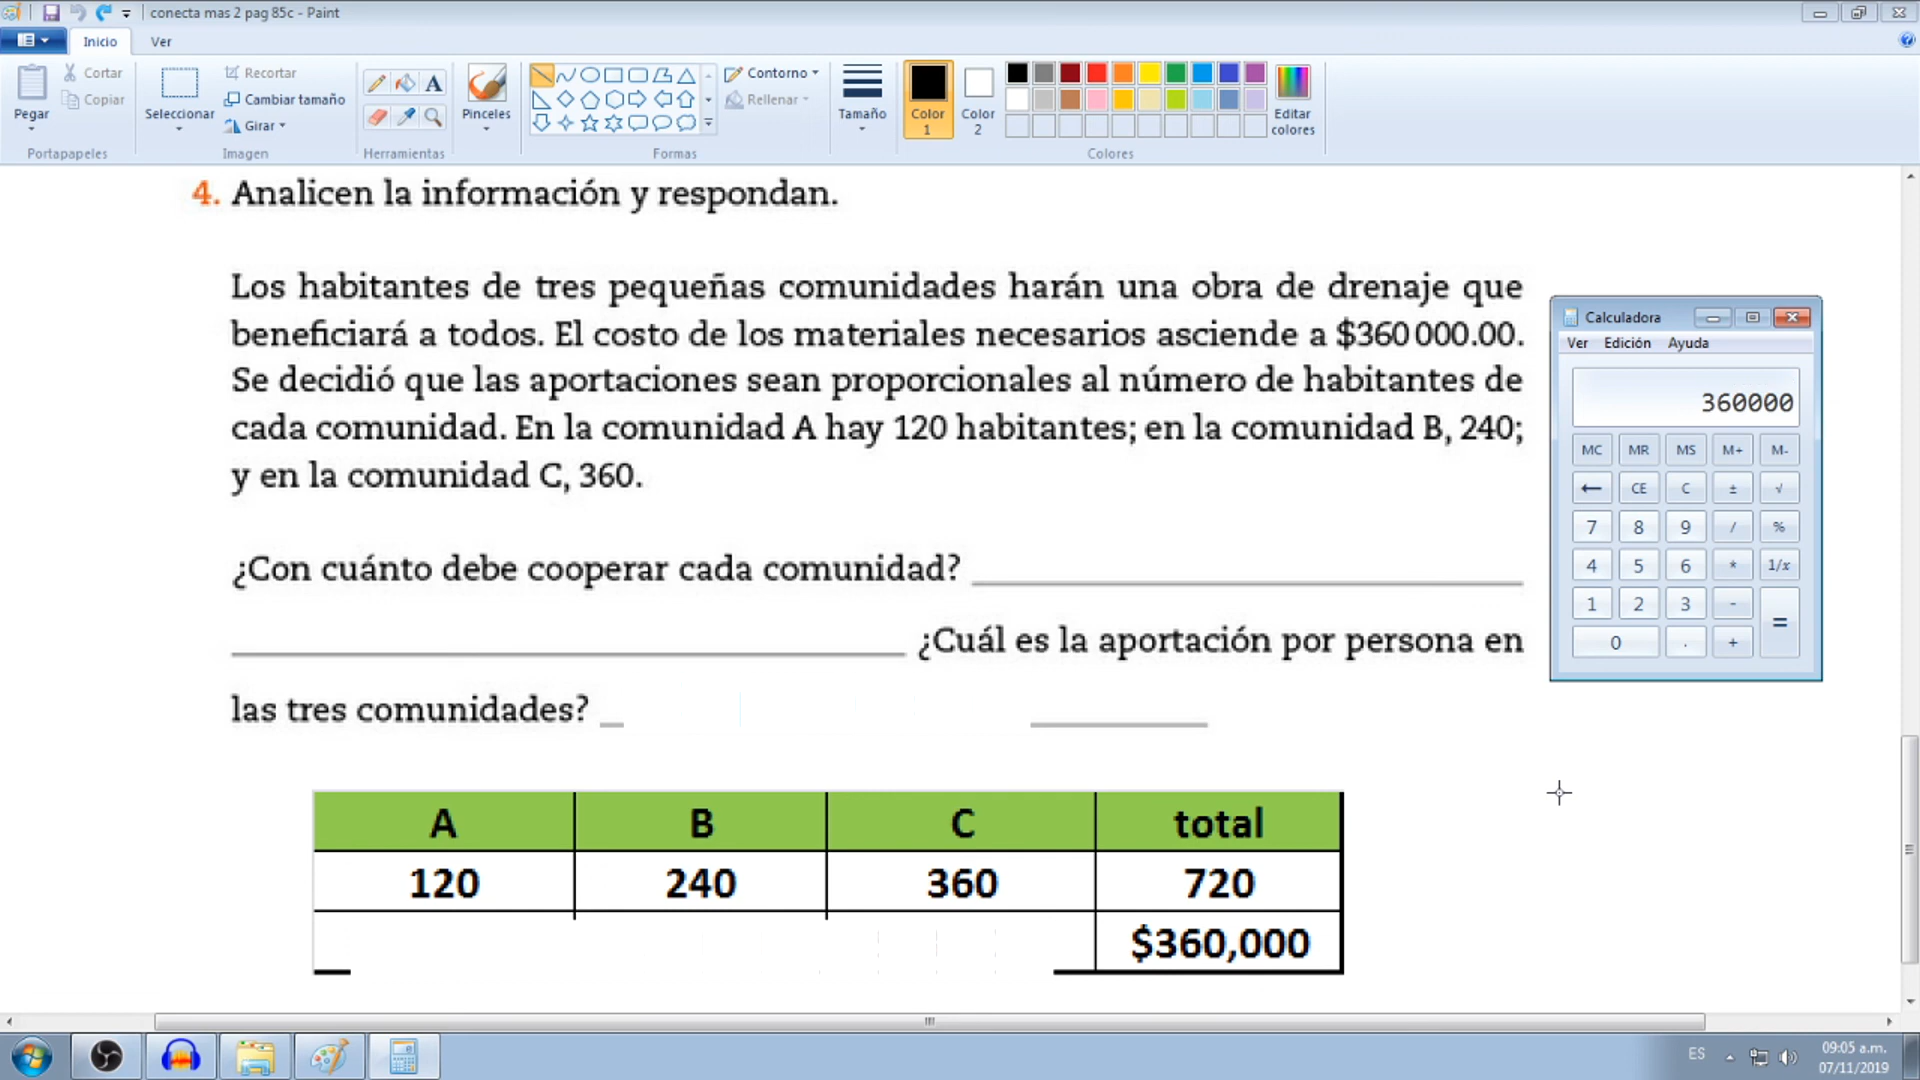 conecta mas 2 pag 85c - Paint
Inicio
Ver
Pegar
Cortar
Copiar
Portapapeles
Seleccionar
Recortar
Cambiar tamaño
Girar
Imagen
A
Herramientas
Pinceles
Contorno
Rellenar
Formas
Tamaño
Color
1
Color
2
Editar
colores
Colores
4. Analicen la información y respondan.
Los habitantes de tres pequeñas comunidades harán una obra de drenaje que
beneficiará a todos. El costo de los materiales necesarios asciende a $360 000.00.
Se decidió que las aportaciones sean proporcionales al número de habitantes de
cada comunidad. En la comunidad A hay 120 habitantes; en la comunidad B, 240;
y en la comunidad C, 360.
¿Con cuánto debe cooperar cada comunidad?
¿Cuál es la aportación por persona en
las tres comunidades?
A B C total
120 240 360 720
$360,000
Calculadora
Ver Edición Ayuda
360000
MC MR MS M+ M-
← CE C ± √
7 8 9 / %
4 5 6 * 1/x
1 2 3 - =
0 . +
ES
09:05 a.m.
07/11/2019